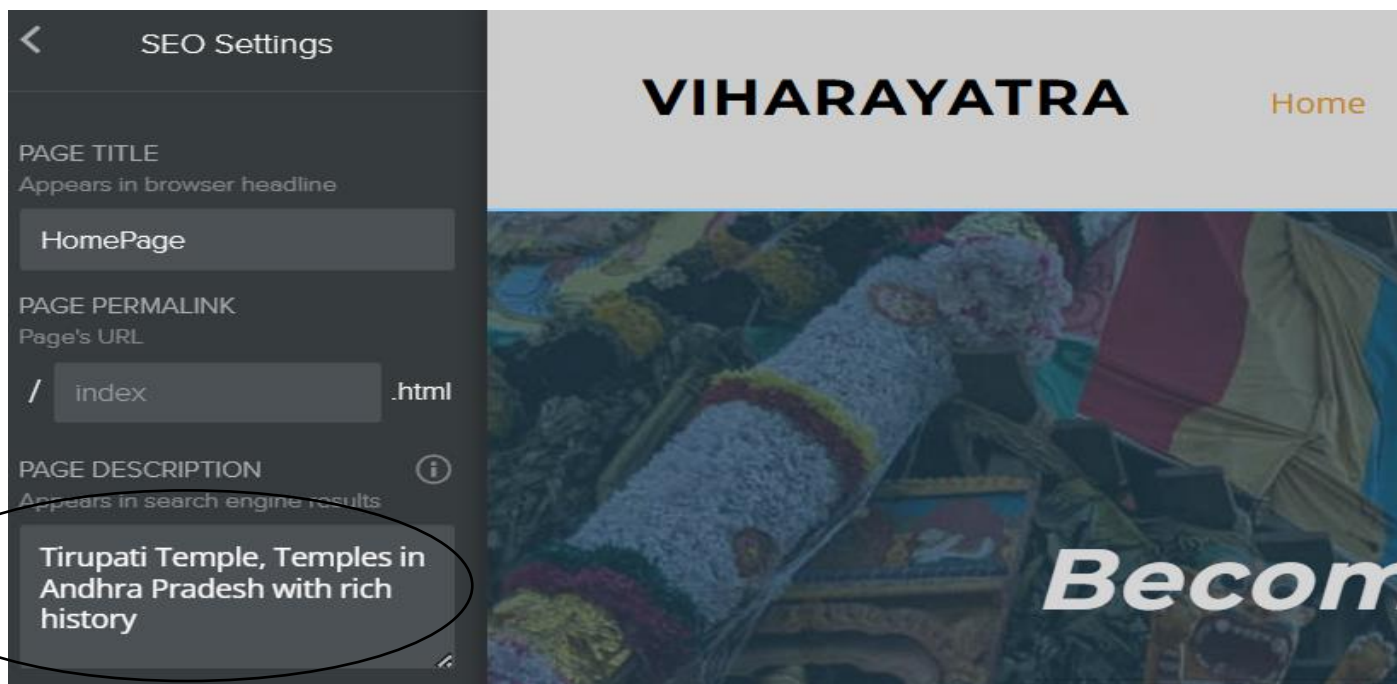 SEO Settings
PAGE TITLE
Appears in browser headline
HomePage
PAGE PERMALINK
Page's URL
/ index .html
PAGE DESCRIPTION
Appears in search engine results
Tirupati Temple, Temples in
Andhra Pradesh with rich
history
VIHARAYATRA
Home
Becom